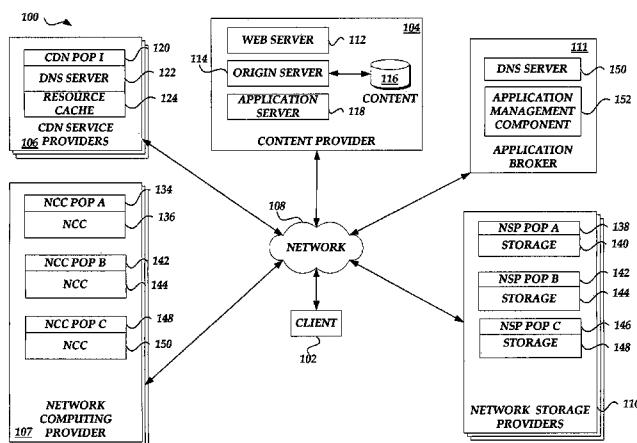 100
CDN POP I
120
DNS SERVER
122
RESOURCE
CACHE
124
CDN SERVICE
PROVIDERS
106
104
WEB SERVER
112
114
ORIGIN SERVER
116
CONTENT
APPLICATION
SERVER
118
CONTENT PROVIDER
111
DNS SERVER
150
APPLICATION
MANAGEMENT
COMPONENT
152
APPLICATION
BROKER
NCC POP A
134
NCC
136
NCC POP B
142
NCC
144
NCC POP C
148
NCC
150
NETWORK
COMPUTING
PROVIDER
107
108
NETWORK
CLIENT
102
NSP POP A
138
STORAGE
140
NSP POP B
142
STORAGE
144
NSP POP C
146
STORAGE
148
NETWORK STORAGE
PROVIDERS
110